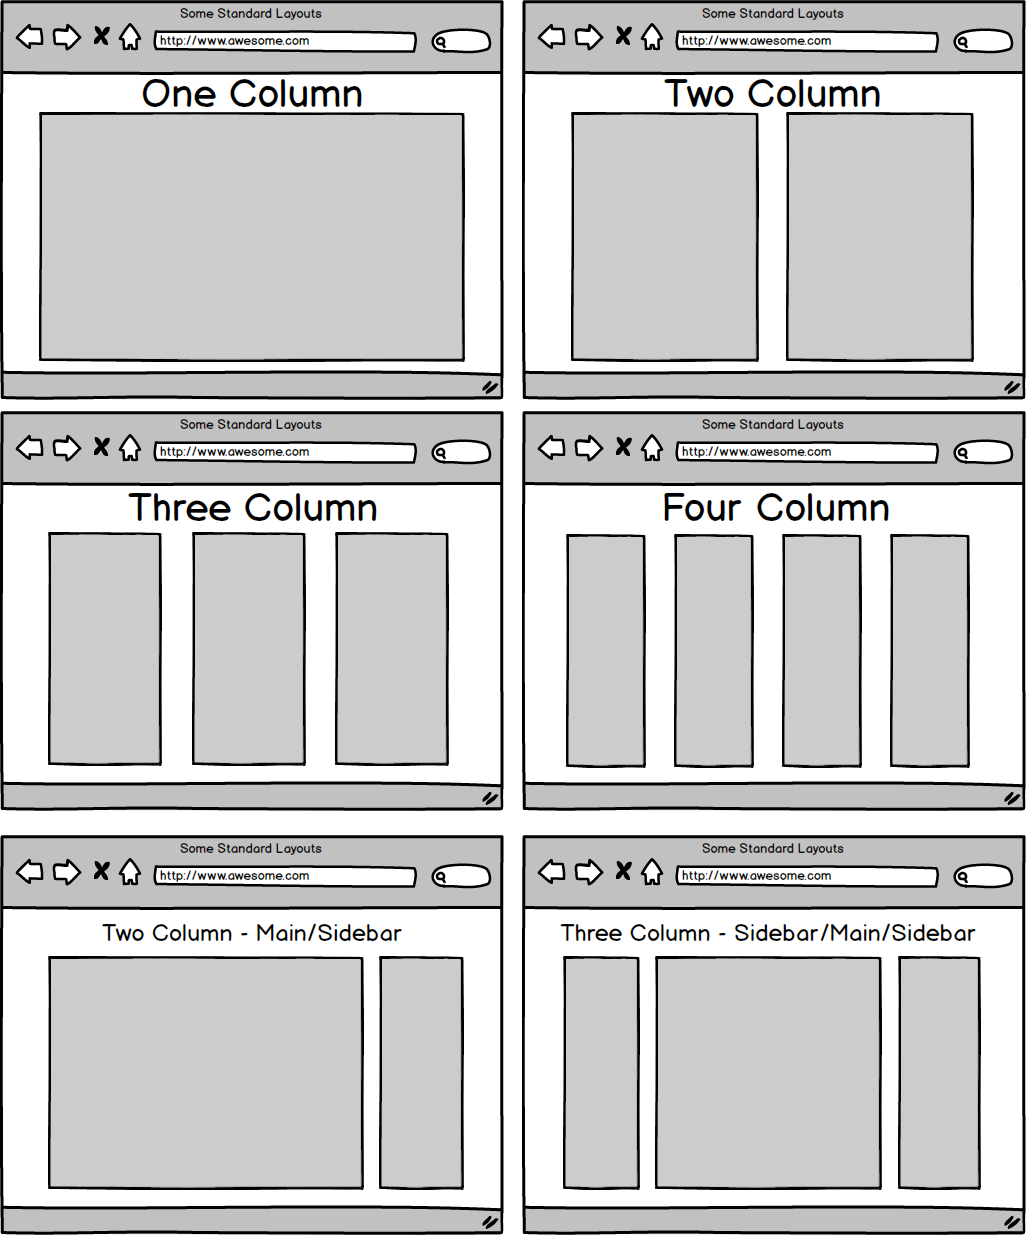 Some Standard Layouts
http://www.awesome.com
One Column
Some Standard Layouts
http://www.awesome.com
Two Column
Some Standard Layouts
http://www.awesome.com
Three Column
Some Standard Layouts
http://www.awesome.com
Four Column
Some Standard Layouts
http://www.awesome.com
Two Column - Main/Sidebar
Some Standard Layouts
http://www.awesome.com
Three Column - Sidebar/Main/Sidebar